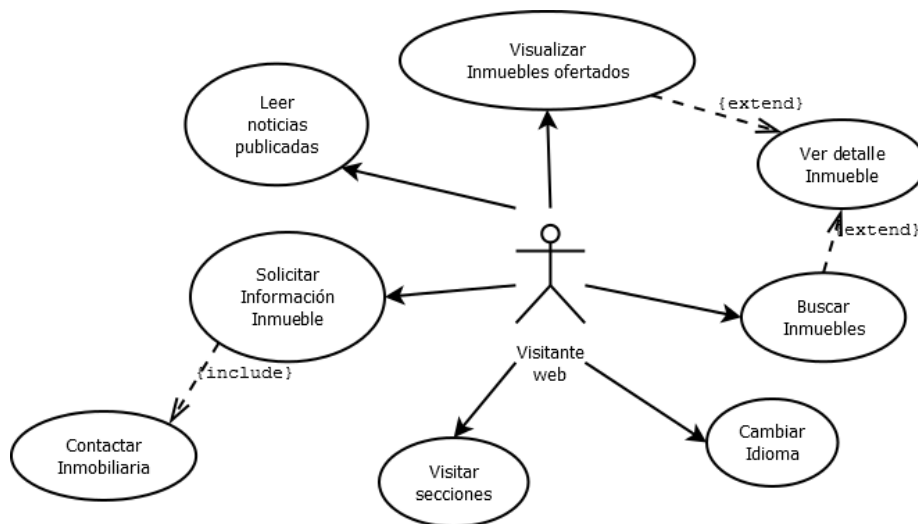 Visualizar
Inmuebles ofertados
Leer
noticias
publicadas
{extend}
Ver detalle
Inmueble
{extend}
Solicitar
Información
Inmueble
Buscar
Inmuebles
Visitante
web
{include}
Contactar
Inmobiliaria
Visitar
secciones
Cambiar
Idioma